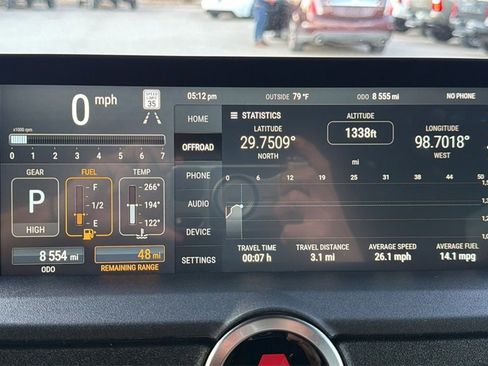 05:12 pm OUTSIDE 79 °F ODO 8 555 mi NO PHONE
0 mph
SPEED LIMIT 35
x1000 rpm
0 1 2 3 4 5 6 7
GEAR FUEL TEMP
P
HIGH
F
1/2
E
266°
194°
122°
8 554 mi
ODO
48 mi
REMAINING RANGE
HOME
OFFROAD
PHONE
AUDIO
DEVICE
SETTINGS
STATISTICS
LATITUDE
29.7509°
NORTH
ALTITUDE
1338ft
LONGITUDE
98.7018°
WEST
mi
0 6 13 19 25 31 38 44 50
TRAVEL TIME
00:07 h
TRAVEL DISTANCE
3.1 mi
AVERAGE SPEED
26.1 mph
AVERAGE FUEL
14.1 mpg